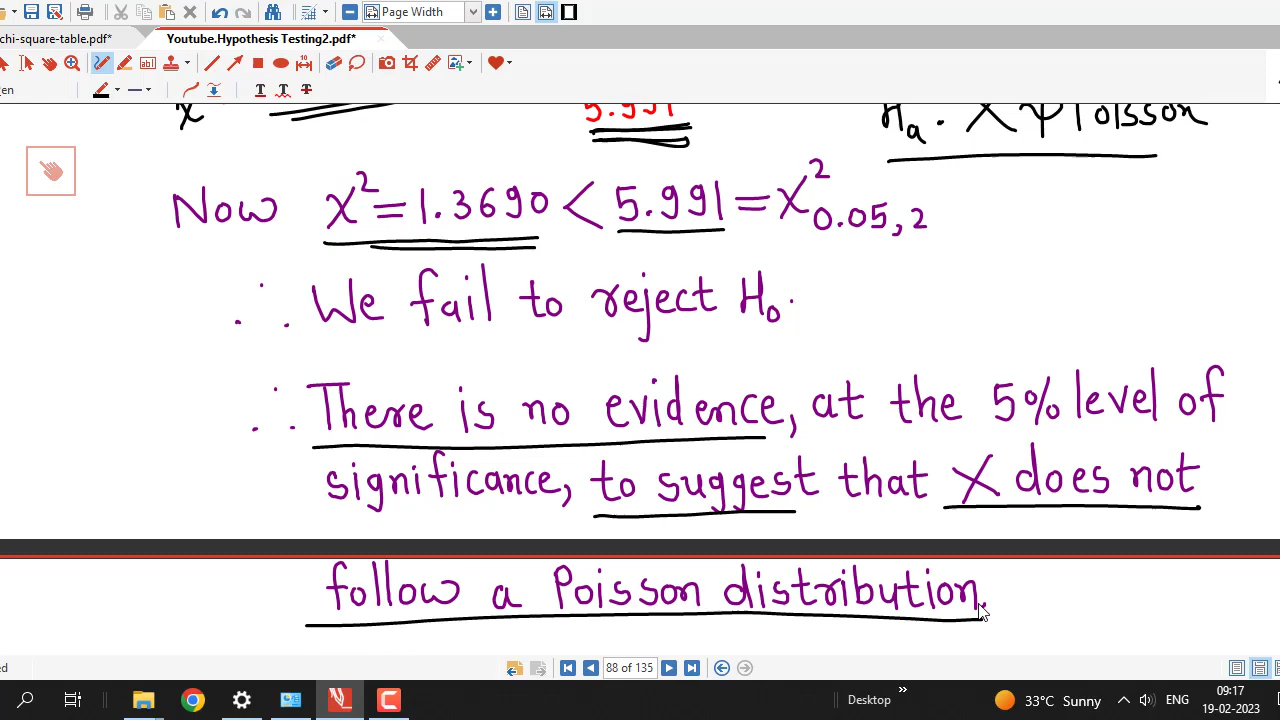 Page Width
chi-square-table.pdf*
Youtube.Hypothesis Testing2.pdf*
en
5.991
Hₐ · X ~̸ Poisson
Now χ² = 1.3690 < 5.991 = χ²₀.₀₅,₂
∴ We fail to reject H₀.
∴ There is no evidence, at the 5% level of
significance, to suggest that X does not
follow a Poisson distribution.
ed
88 of 135
Desktop
»
33°C Sunny
ENG
09:17
19-02-2023